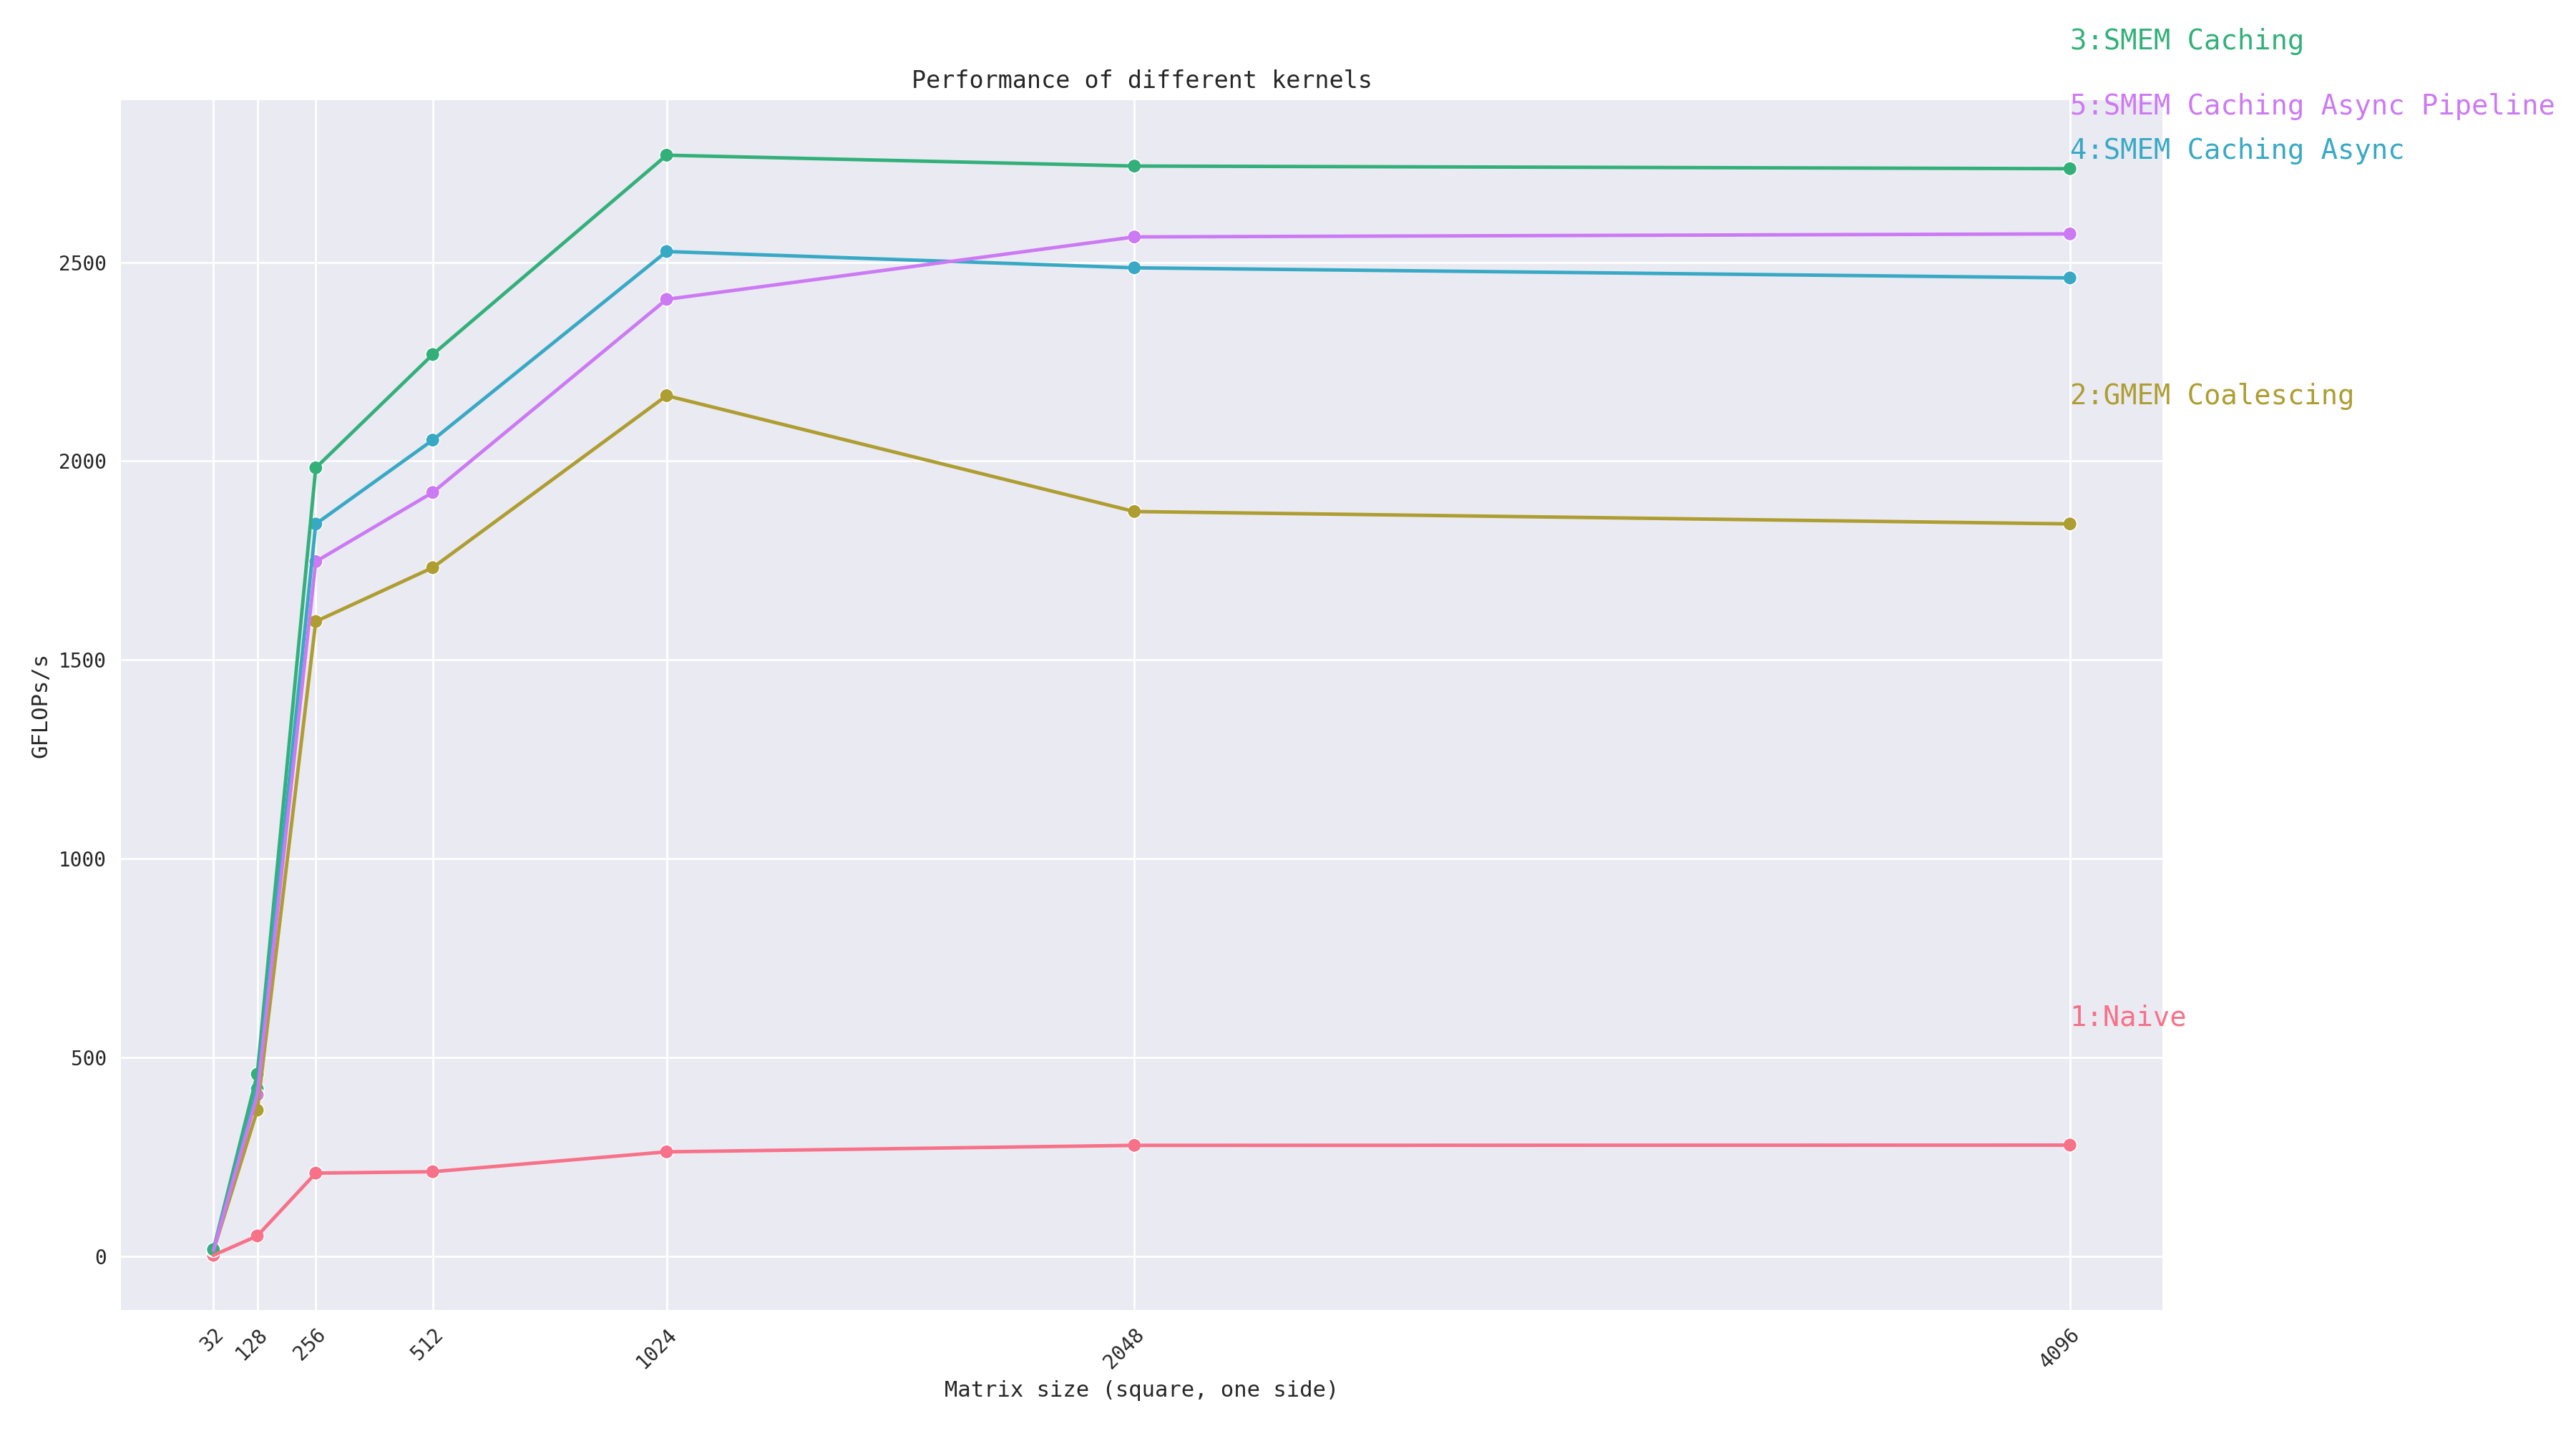 3:SMEM Caching
Performance of different kernels
5:SMEM Caching Async Pipeline
4:SMEM Caching Async
2:GMEM Coalescing
1:Naive
GFLOPs/s
2500
2000
1500
1000
500
0
32
128
256
512
1024
2048
4096
Matrix size (square, one side)